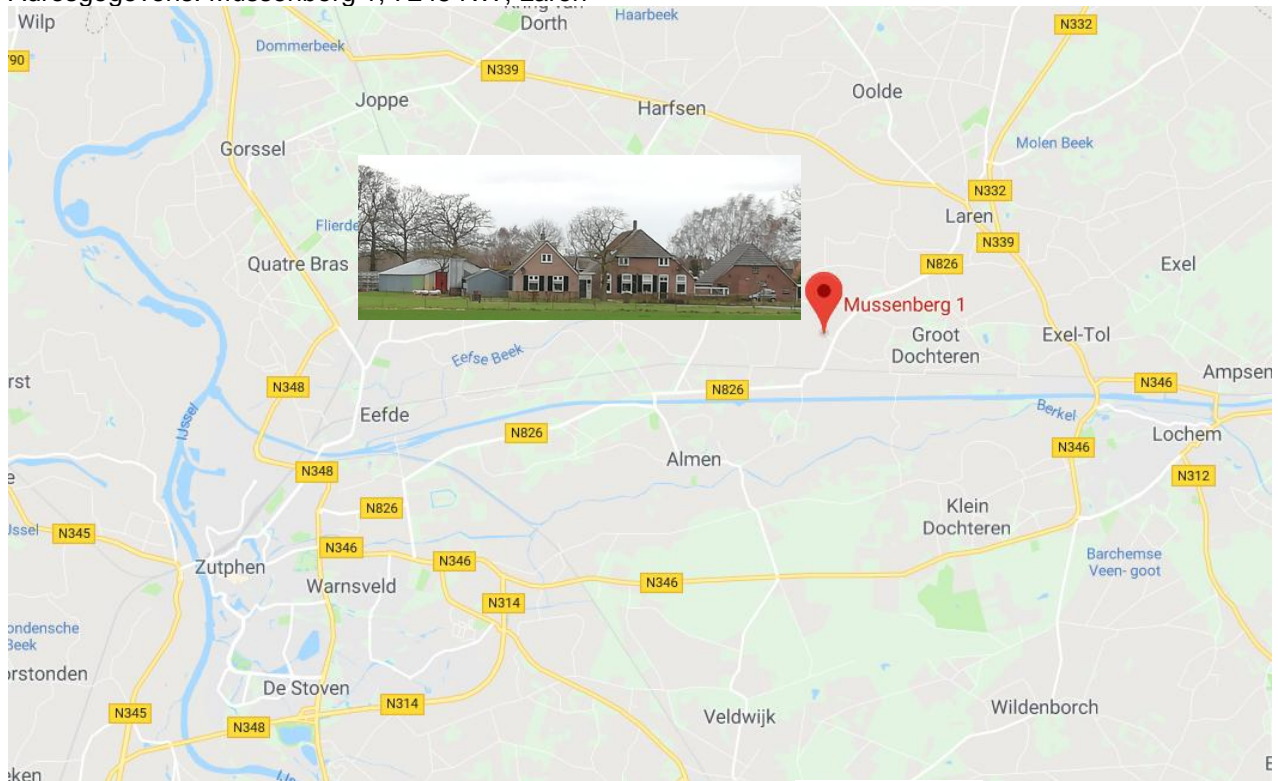 Wilp
Dorth
Haarbeek
N332
Dommerbeek
N339
Joppe
Harfsen
Oolde
Gorssel
Molen Beek
N332
Laren
N339
Quatre Bras
N826
Exel
Mussenberg 1
Groot
Dochteren
Exel-Tol
Eefse Beek
N348
N826
N346
Eefde
IJssel
Berkel
N826
Lochem
Almen
N346
N348
N312
N826
Klein
Dochteren
N345
N346
Zutphen
N346
Barchemse
Veen- goot
Warnsveld
N346
N314
De Stoven
N314
Wildenborch
N345
Veldwijk
N348